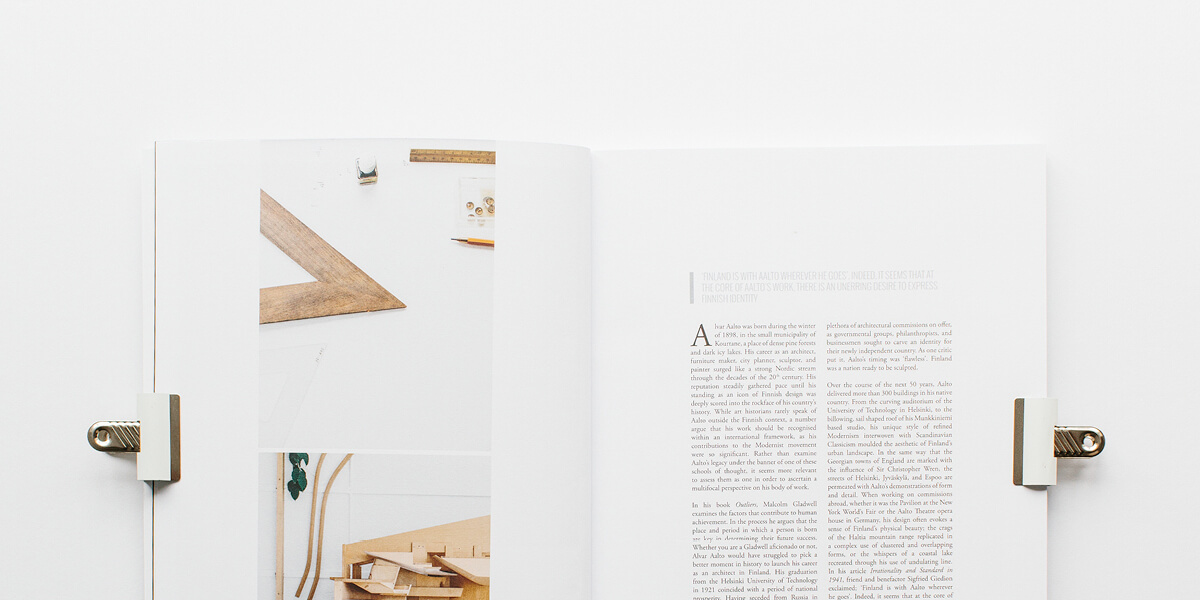 'FINLAND IS WITH AALTO WHEREVER HE GOES'. INDEED, IT SEEMS THAT AT
THE CORE OF AALTO'S WORK, THERE IS AN UNERRING DESIRE TO EXPRESS
FINNISH IDENTITY
Alvar Aalto was born during the winter
of 1898, in the small municipality of
Kourtane, a place of dense pine forests
and dark icy lakes. His career as an architect,
furniture maker, city planner, sculptor, and
painter surged like a strong Nordic stream
through the decades of the 20th century. His
reputation steadily gathered pace until his
standing as an icon of Finnish design was
deeply scored into the rockface of his country's
history. While art historians rarely speak of
Aalto outside the Finnish context, a number
argue that his work should be recognised
within an international framework, as his
contributions to the Modernist movement
were so significant. Rather than examine
Aalto's legacy under the banner of one of these
schools of thought, it seems more relevant
to assess them as one in order to ascertain a
multifocal perspective on his body of work.
In his book Outliers, Malcolm Gladwell
examines the factors that contribute to human
achievement. In the process he argues that the
place and period in which a person is born
are key in determining their future success.
Whether you are a Gladwell aficionado or not,
Alvar Aalto would have struggled to pick a
better moment in history to launch his career
as an architect in Finland. His graduation
from the Helsinki University of Technology
in 1921 coincided with a period of national
prosperity. Having seceded from Russia in
plethora of architectural commissions on offer,
as governmental groups, philanthropists, and
businessmen sought to carve an identity for
their newly independent country. As one critic
put it, Aalto's timing was 'flawless'. Finland
was a nation ready to be sculpted.
Over the course of the next 50 years, Aalto
delivered more than 300 buildings in his native
country. From the curving auditorium of the
University of Technology in Helsinki, to the
billowing, sail shaped roof of his Munkkiniemi
based studio, his unique style of refined
Modernism interwoven with Scandinavian
Classicism moulded the aesthetic of Finland's
urban landscape. In the same way that the
Georgian towns of England are marked with
the influence of Sir Christopher Wren, the
streets of Helsinki, Jyväskylä, and Espoo are
permeated with Aalto's demonstrations of form
and detail. When working on commissions
abroad, whether it was the Pavilion at the New
York World's Fair or the Aalto Theatre opera
house in Germany, his design often evokes a
sense of Finland's physical beauty: the crags
of the Haltia mountain range replicated in
a complex use of clustered and overlapping
forms, or the whispers of a coastal lake
recreated through his use of undulating line.
In his article Irrationality and Standard in
1941, friend and benefactor Sigfried Giedion
exclaimed, 'Finland is with Aalto wherever
he goes'. Indeed, it seems that at the core of